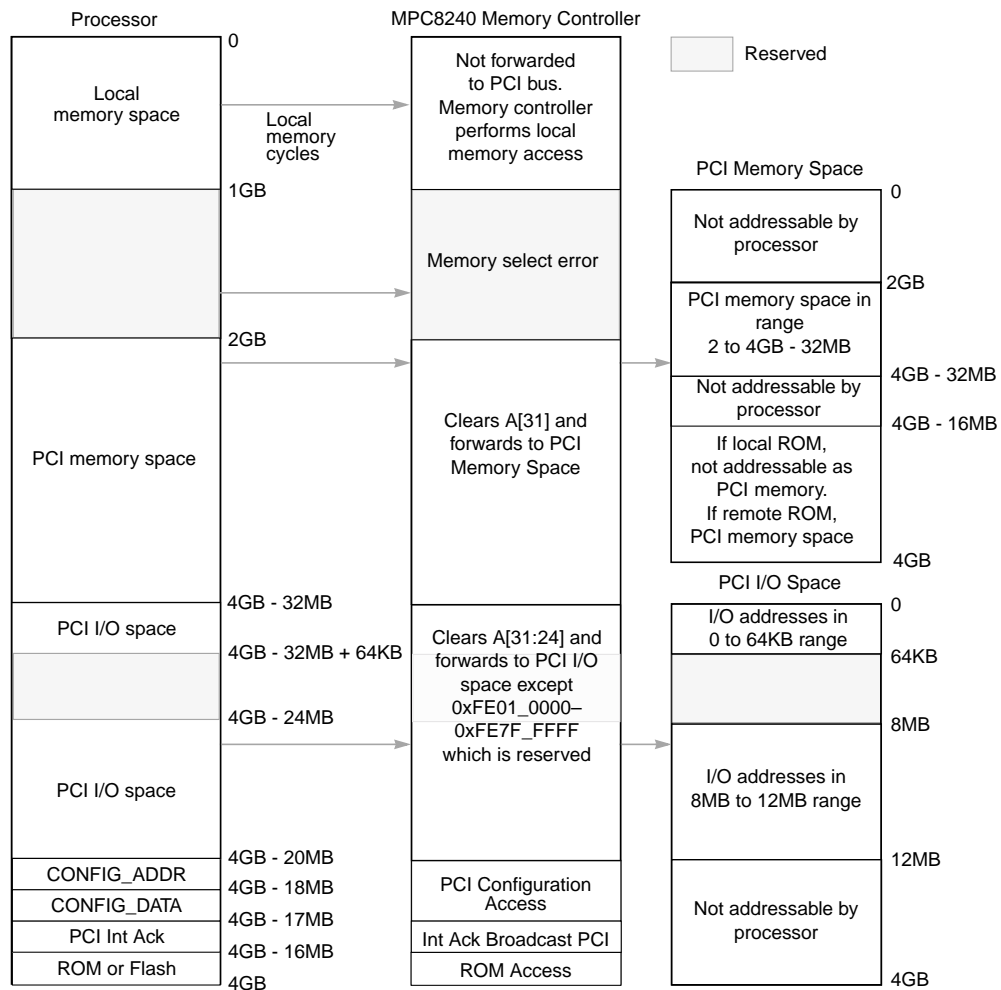 Processor
0
Local
memory space
1GB
2GB
PCI memory space
4GB - 32MB
PCI I/O space
4GB - 32MB + 64KB
4GB - 24MB
PCI I/O space
4GB - 20MB
CONFIG_ADDR
4GB - 18MB
CONFIG_DATA
4GB - 17MB
PCI Int Ack
4GB - 16MB
ROM or Flash
4GB
Local
memory
cycles
MPC8240 Memory Controller
Not forwarded
to PCI bus.
Memory controller
performs local
memory access
Memory select error
Clears A[31] and
forwards to PCI
Memory Space
Clears A[31:24] and
forwards to PCI I/O
space except
0xFE01_0000–
0xFE7F_FFFF
which is reserved
PCI Configuration
Access
Int Ack Broadcast PCI
ROM Access
Reserved
PCI Memory Space
0
Not addressable by
processor
2GB
PCI memory space in
range
2 to 4GB - 32MB
4GB - 32MB
Not addressable by
processor
4GB - 16MB
If local ROM,
not addressable as
PCI memory.
If remote ROM,
PCI memory space
4GB
PCI I/O Space
0
I/O addresses in
0 to 64KB range
64KB
8MB
I/O addresses in
8MB to 12MB range
12MB
Not addressable by
processor
4GB